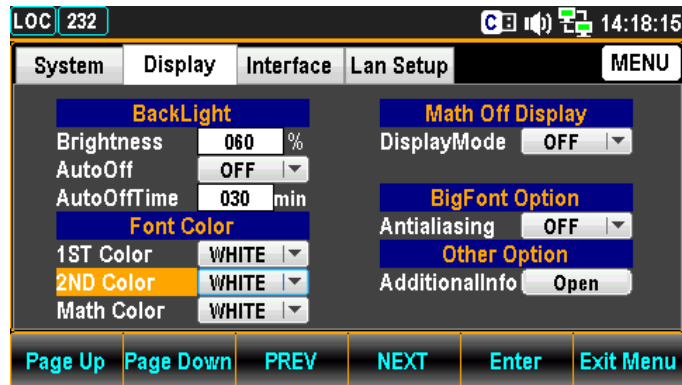 LOC 232 C 14:18:15
System Display Interface Lan Setup MENU
BackLight
Brightness 060 %
AutoOff OFF
AutoOffTime 030 min
Font Color
1ST Color WHITE
2ND Color WHITE
Math Color WHITE
Math Off Display
DisplayMode OFF
BigFont Option
Antialiasing OFF
Other Option
AdditionalInfo Open
Page Up Page Down PREV NEXT Enter Exit Menu